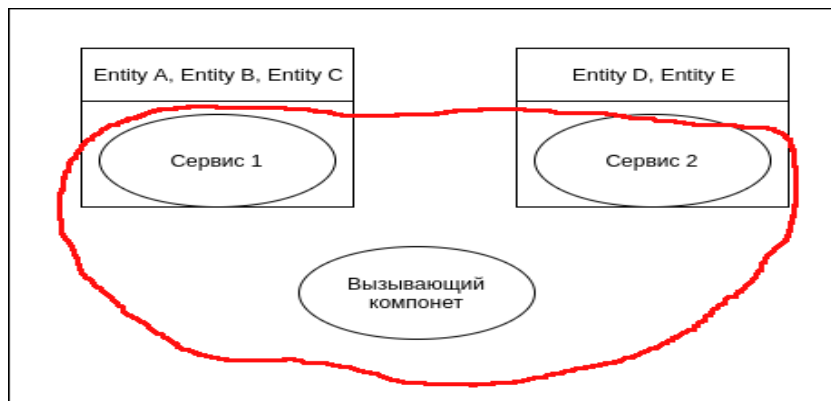 Entity A, Entity B, Entity C
Entity D, Entity E
Сервис 1
Сервис 2
Вызывающий
компонет